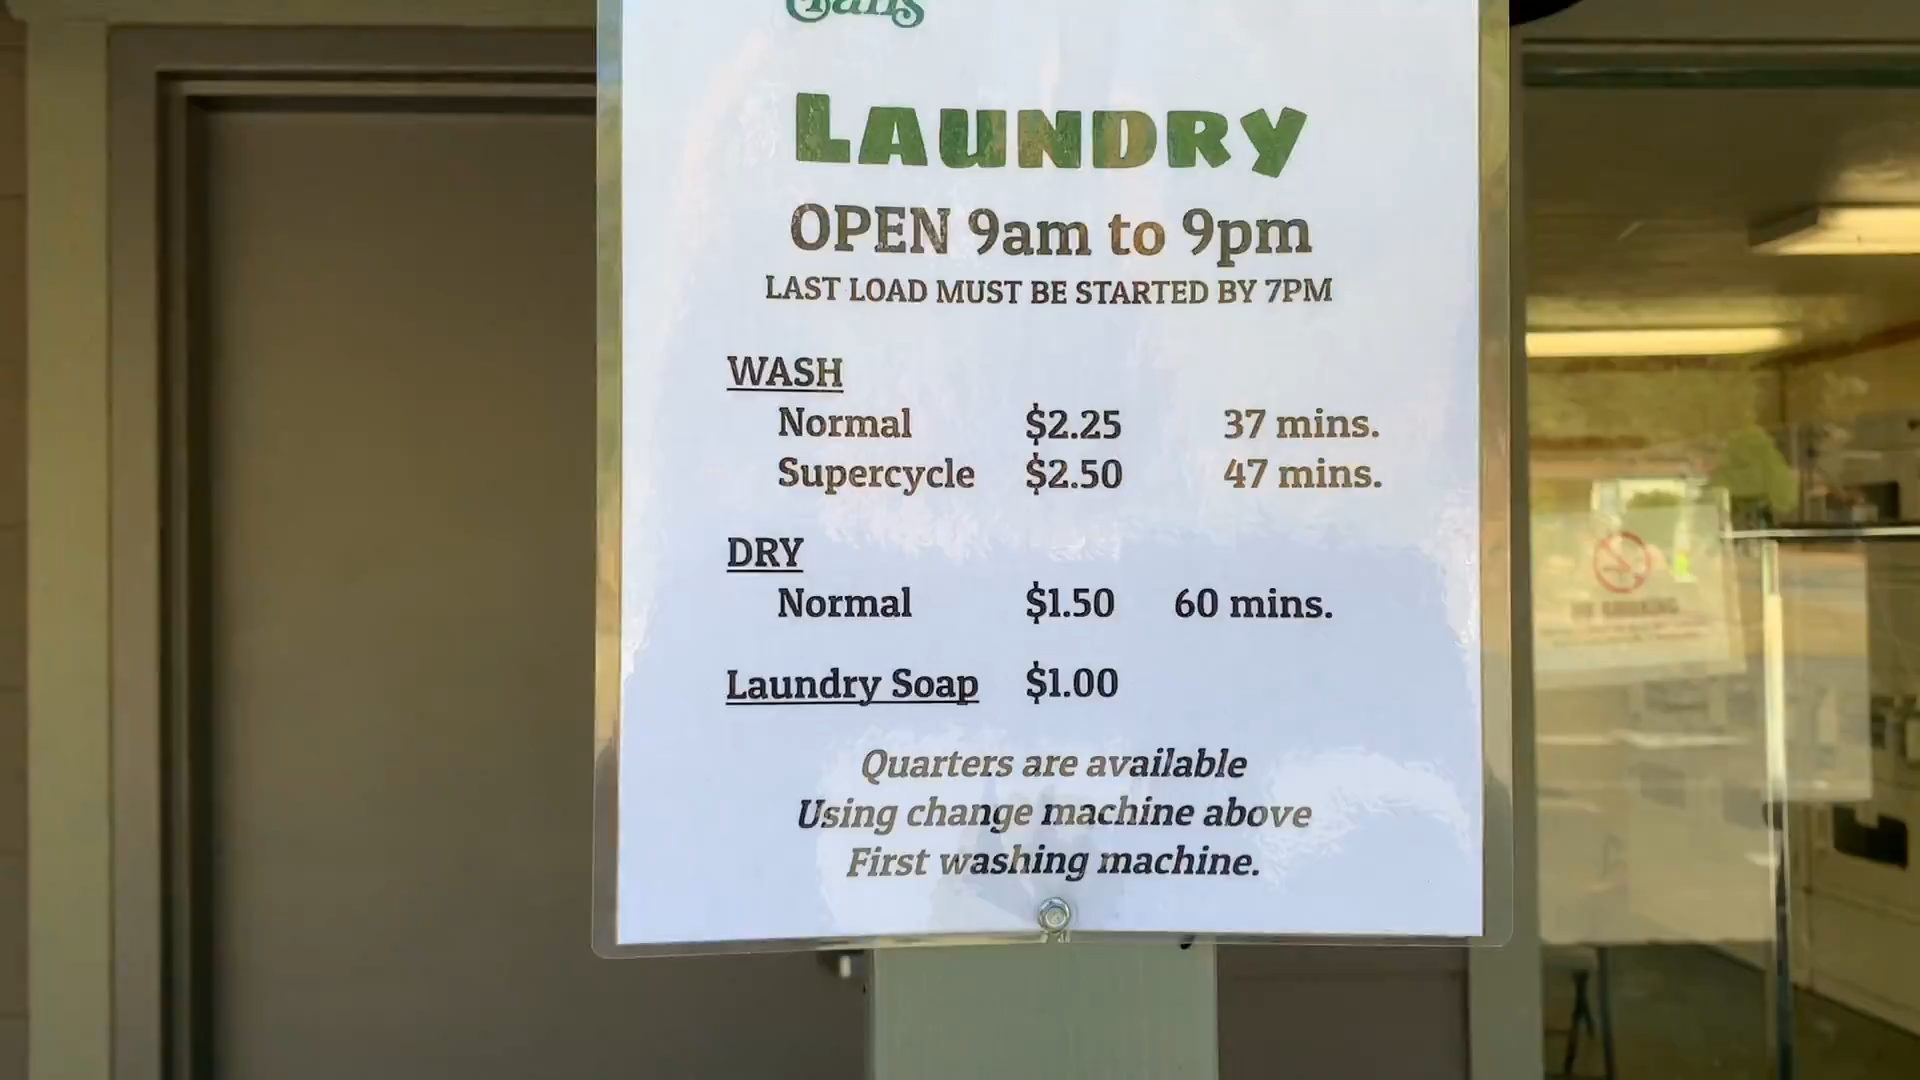 LAUNDRY
OPEN 9am to 9pm
LAST LOAD MUST BE STARTED BY 7PM
WASH
Normal $2.25 37 mins.
Supercycle $2.50 47 mins.
DRY
Normal $1.50 60 mins.
Laundry Soap $1.00
Quarters are available
Using change machine above
First washing machine.
NO SMOKING